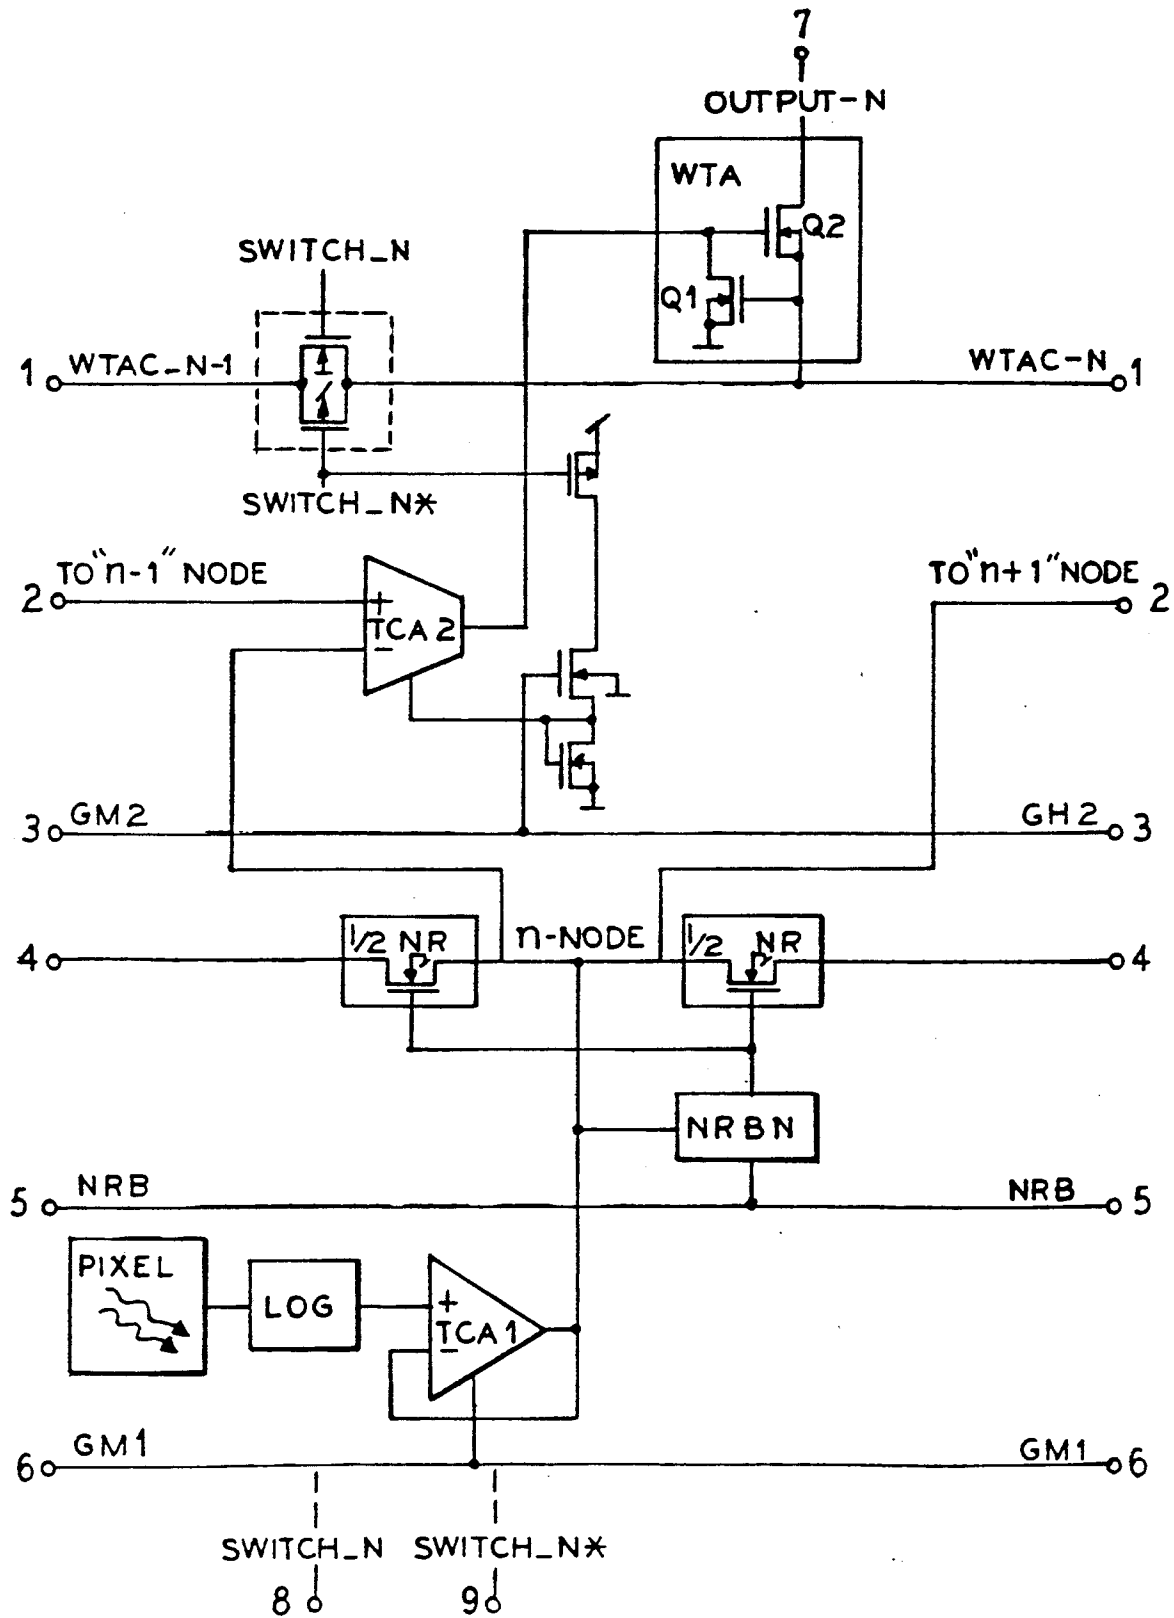 7
OUTPUT-N
WTA
Q2
Q1
SWITCH_N
1 WTAC_N-1
WTAC-N 1
SWITCH_N*
2 TO "n-1" NODE
TO "n+1" NODE 2
+
TCA 2
−
3 GM2
GH2 3
4
1/2 NR
n-NODE
1/2 NR
4
NRBN
5 NRB
NRB 5
PIXEL
LOG
+
TCA 1
−
6 GM1
GM1 6
SWITCH_N SWITCH_N*
8 9